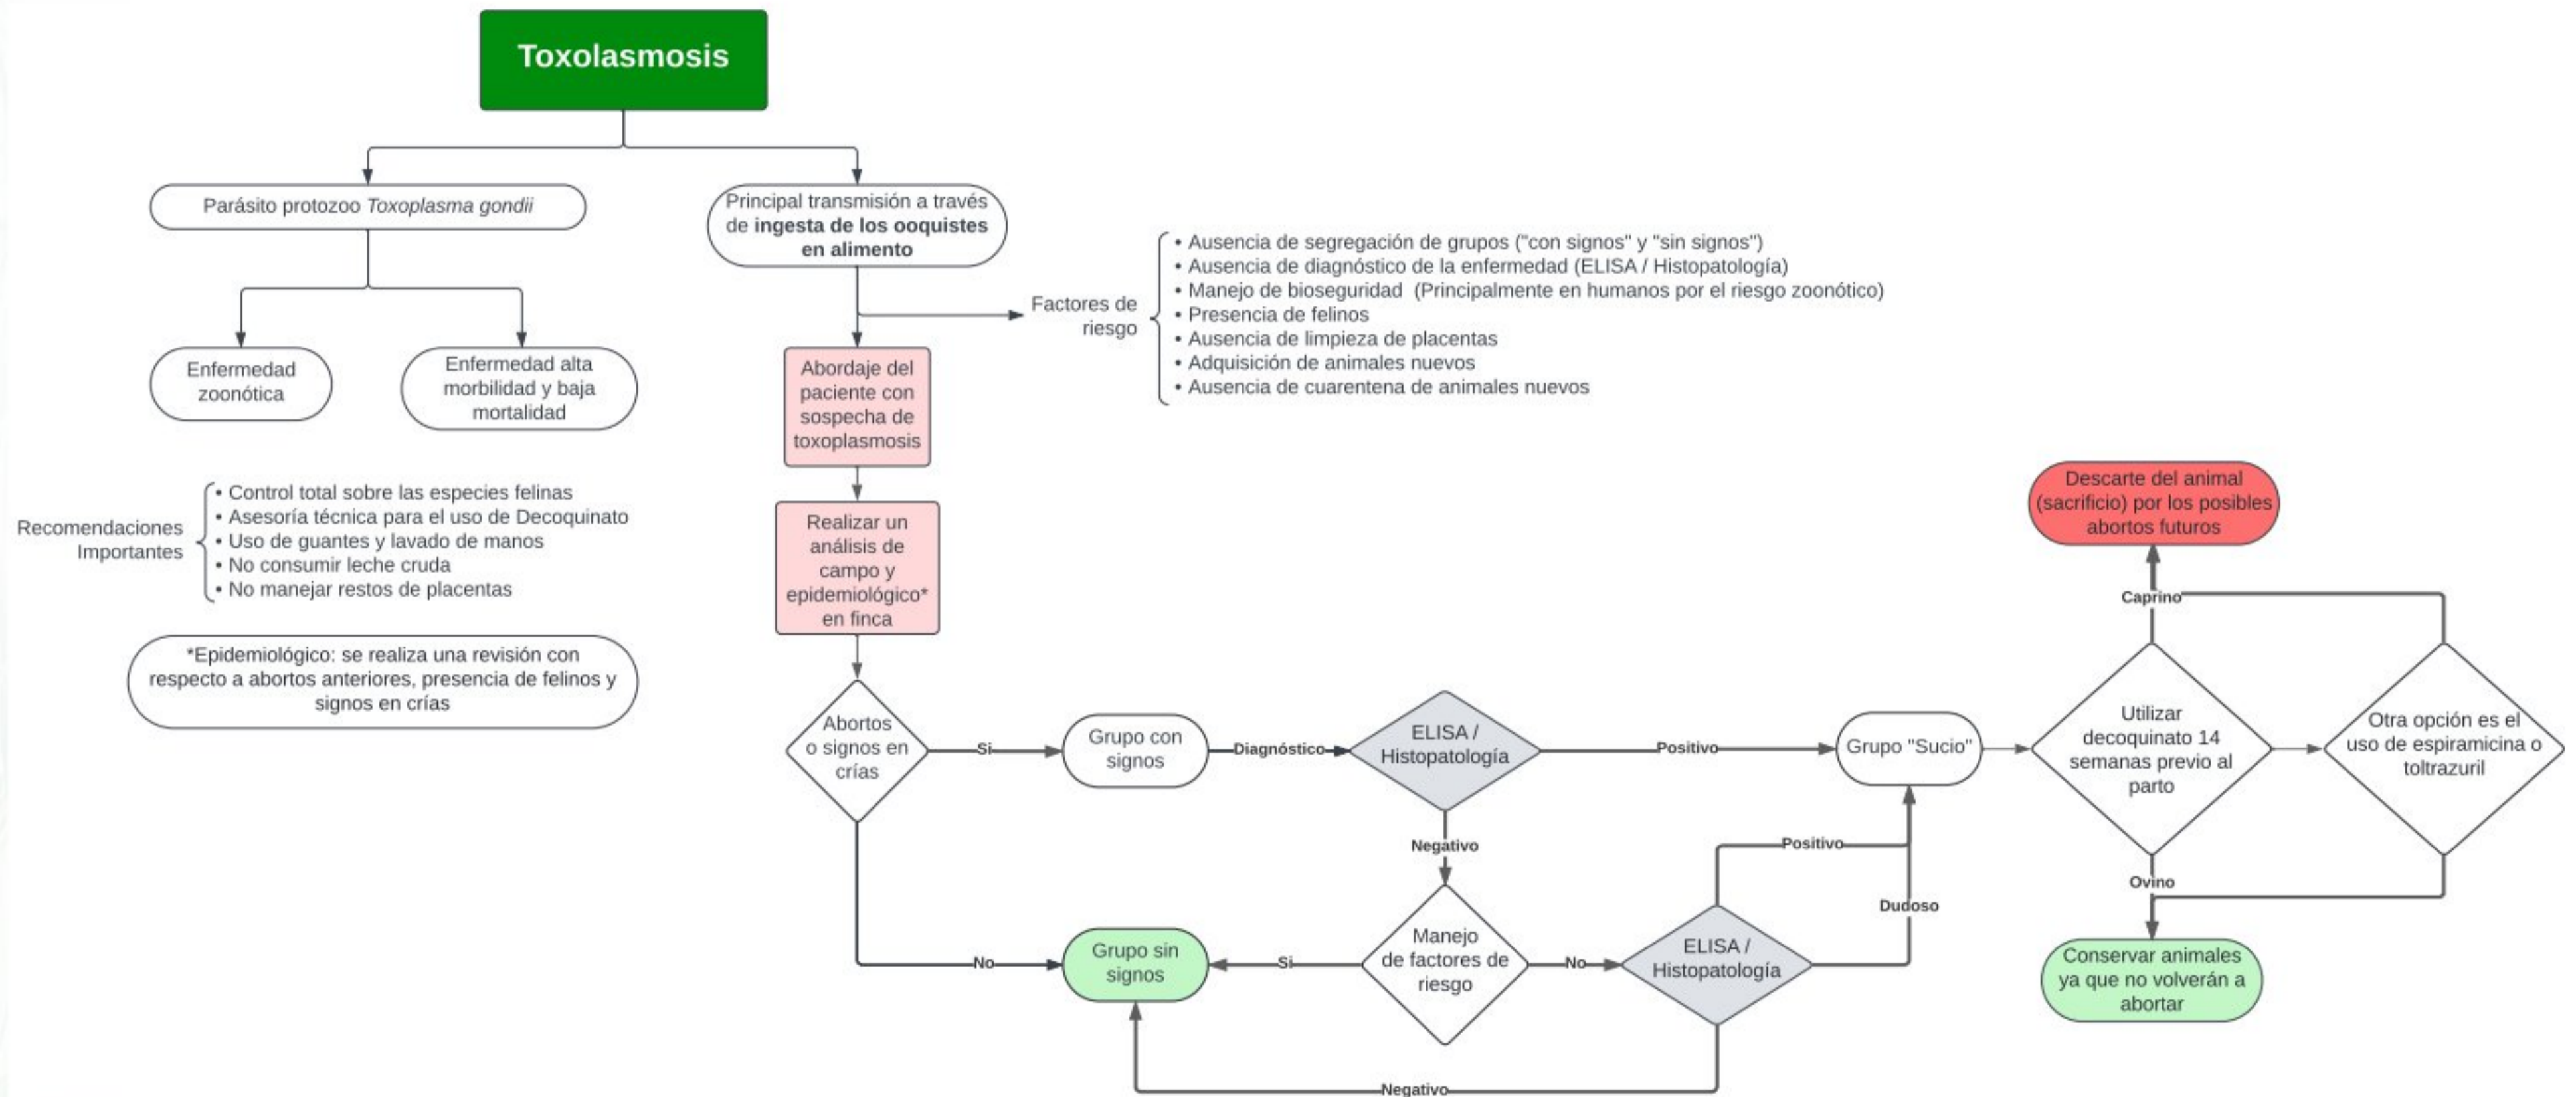 Toxolasmosis
Parásito protozoo Toxoplasma gondii
Enfermedad
zoonótica
Enfermedad alta
morbilidad y baja
mortalidad
Principal transmisión a través
de ingesta de los ooquistes
en alimento
Factores de
riesgo
• Ausencia de segregación de grupos ("con signos" y "sin signos")
• Ausencia de diagnóstico de la enfermedad (ELISA / Histopatología)
• Manejo de bioseguridad (Principalmente en humanos por el riesgo zoonótico)
• Presencia de felinos
• Ausencia de limpieza de placentas
• Adquisición de animales nuevos
• Ausencia de cuarentena de animales nuevos
Recomendaciones
Importantes
• Control total sobre las especies felinas
• Asesoría técnica para el uso de Decoquinato
• Uso de guantes y lavado de manos
• No consumir leche cruda
• No manejar restos de placentas
*Epidemiológico: se realiza una revisión con
respecto a abortos anteriores, presencia de felinos y
signos en crías
Abordaje del
paciente con
sospecha de
toxoplasmosis
Realizar un
análisis de
campo y
epidemiológico*
en finca
Abortos
o signos en
crías
Si
Grupo con
signos
Diagnóstico
ELISA /
Histopatología
Positivo
Grupo "Sucio"
Utilizar
decoquinato 14
semanas previo al
parto
Otra opción es el
uso de espiramicina o
toltrazuril
Caprino
Descarte del animal
(sacrificio) por los posibles
abortos futuros
Ovino
Conservar animales
ya que no volverán a
abortar
Negativo
Manejo
de factores de
riesgo
Si
No
ELISA /
Histopatología
Positivo
Dudoso
Negativo
No
Grupo sin
signos